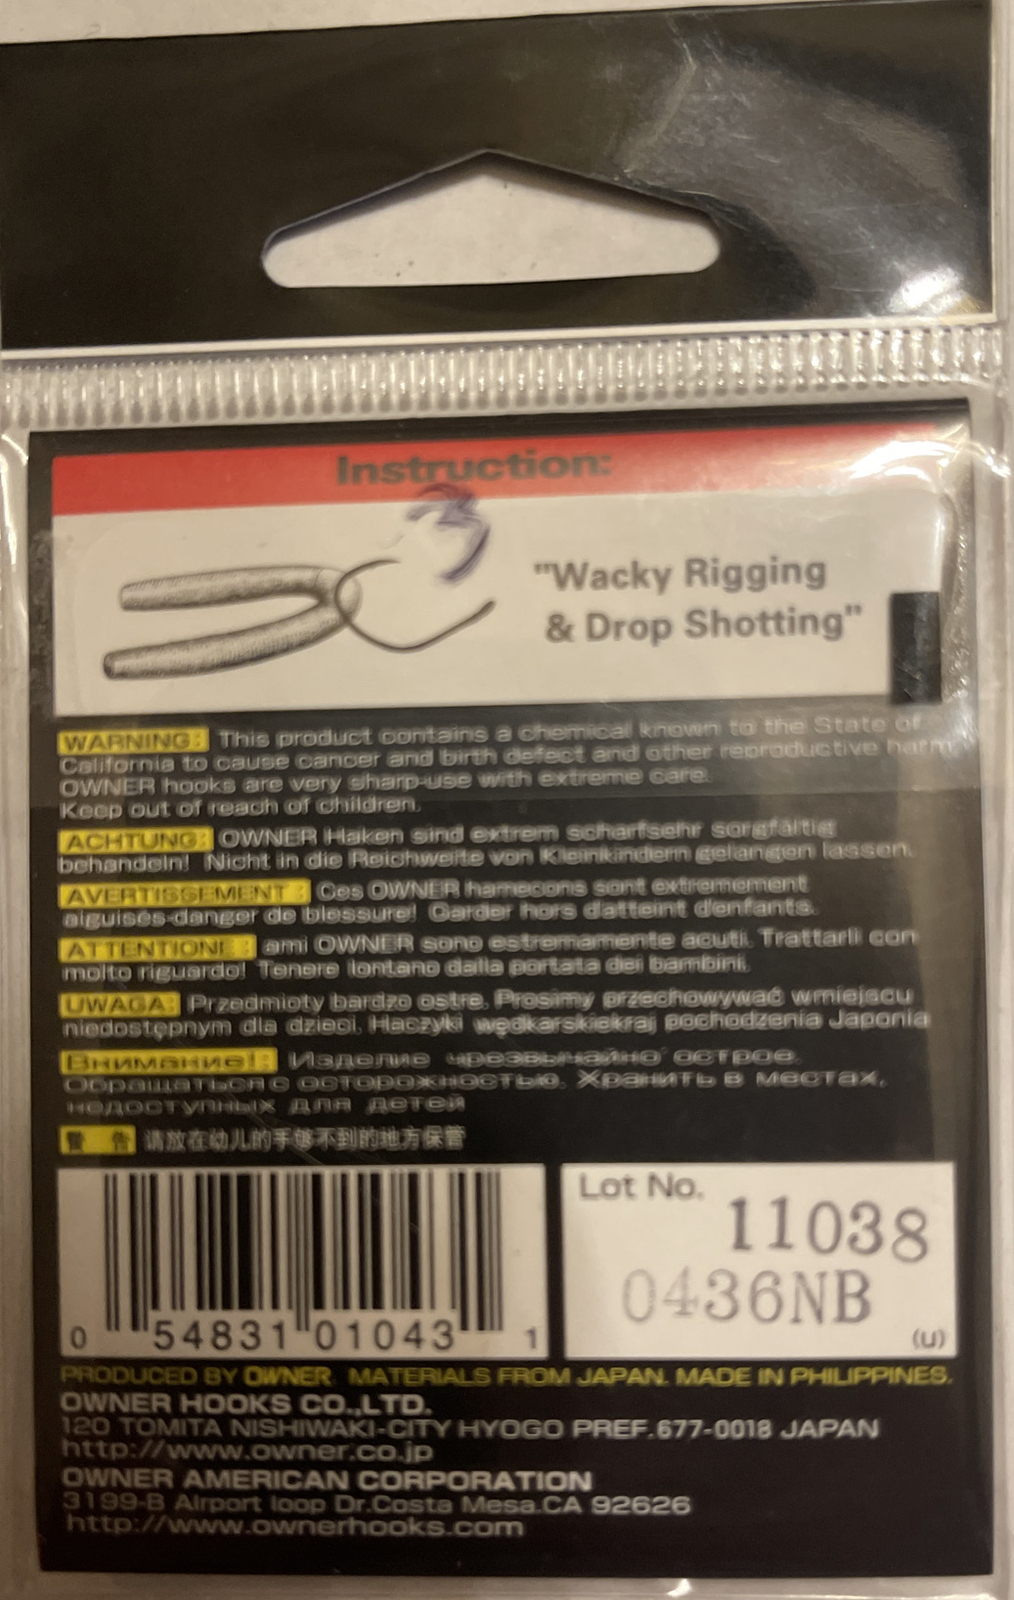 Instruction:
3
"Wacky Rigging
& Drop Shotting"
WARNING: This product contains a chemical known to the State of
California to cause cancer and birth defect and other reproductive harm
OWNER hooks are very sharp-use with extreme care.
Keep out of reach of children.
ACHTUNG: OWNER Haken sind extrem scharfsehr sorgfältig
behandeln! Nicht in die Reichweite von Kleinkindern gelangen lassen.
AVERTISSEMENT : Ces OWNER hamecons sont extremement
aiguisés-danger de blessure! Garder hors d'atteint d'enfants.
ATTENTION! : ami OWNER sono estremamente acuti. Trattarli con
molto riguardo! Tenere lontano dalla portata dei bambini.
UWAGA: Przedmioty bardzo ostre. Prosimy przechowywać wmiejscu
niedostępnym dla dzieci. Haczyki wędkarskiekraj pochodzenia Japonia
Внимание!: Изделие чрезвычайно острое.
Обращаться с осторожностью. Хранить в местах,
недоступных для детей
警 告 请放在幼儿的手够不到的地方保管
0 54831 01043 1
Lot No.
11038
0436NB
(u)
PRODUCED BY OWNER. MATERIALS FROM JAPAN. MADE IN PHILIPPINES.
OWNER HOOKS CO.,LTD.
120 TOMITA NISHIWAKI-CITY HYOGO PREF.677-0018 JAPAN
http://www.owner.co.jp
OWNER AMERICAN CORPORATION
3199-B Airport loop Dr.Costa Mesa.CA 92626
http://www.ownerhooks.com